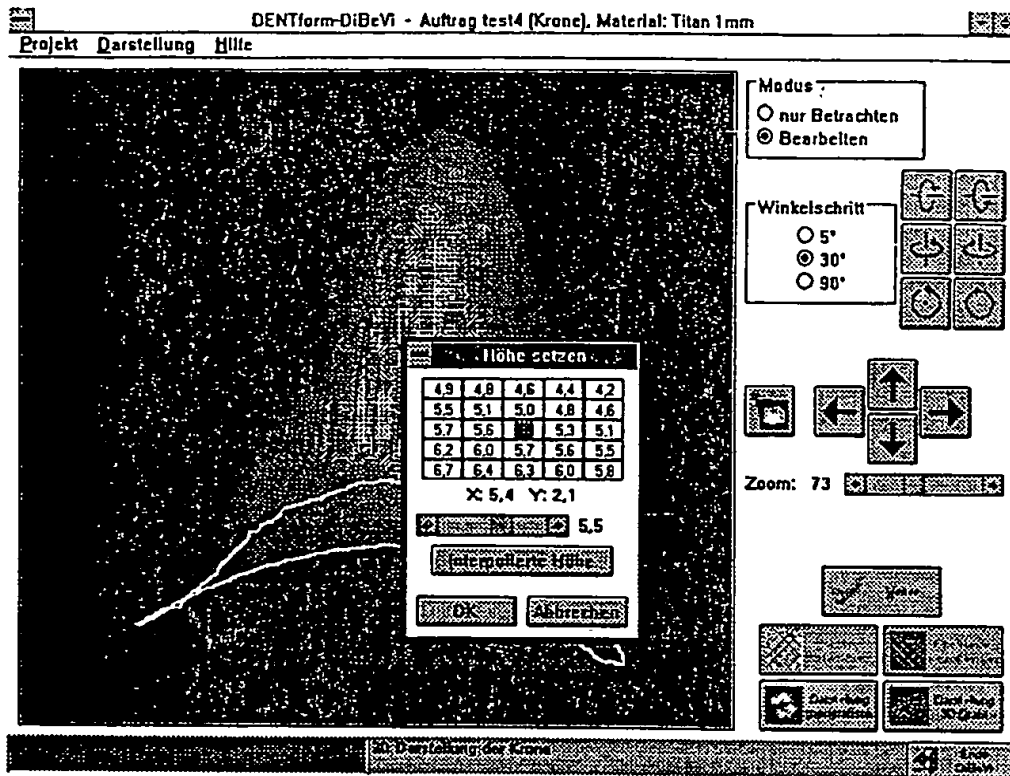 DENTform-DiBeVi - Auftrag test4 (Krone), Material: Titan 1mm
Projekt Darstellung Hilfe
Modus
nur Betrachten
Bearbeiten
Winkelschritt
5°
30°
90°
Höhe setzen
4,9 4,8 4,6 4,4 4,2
5,5 5,1 5,0 4,8 4,6
5,7 5,6 5,3 5,1
6,2 6,0 5,7 5,6 5,5
6,7 6,4 6,3 6,0 5,8
X: 5,4 Y: 2,1
5,5
Interpolierte Höhe
OK Abbrechen
Zoom: 73
3D-Darstellung der Krone
Ende